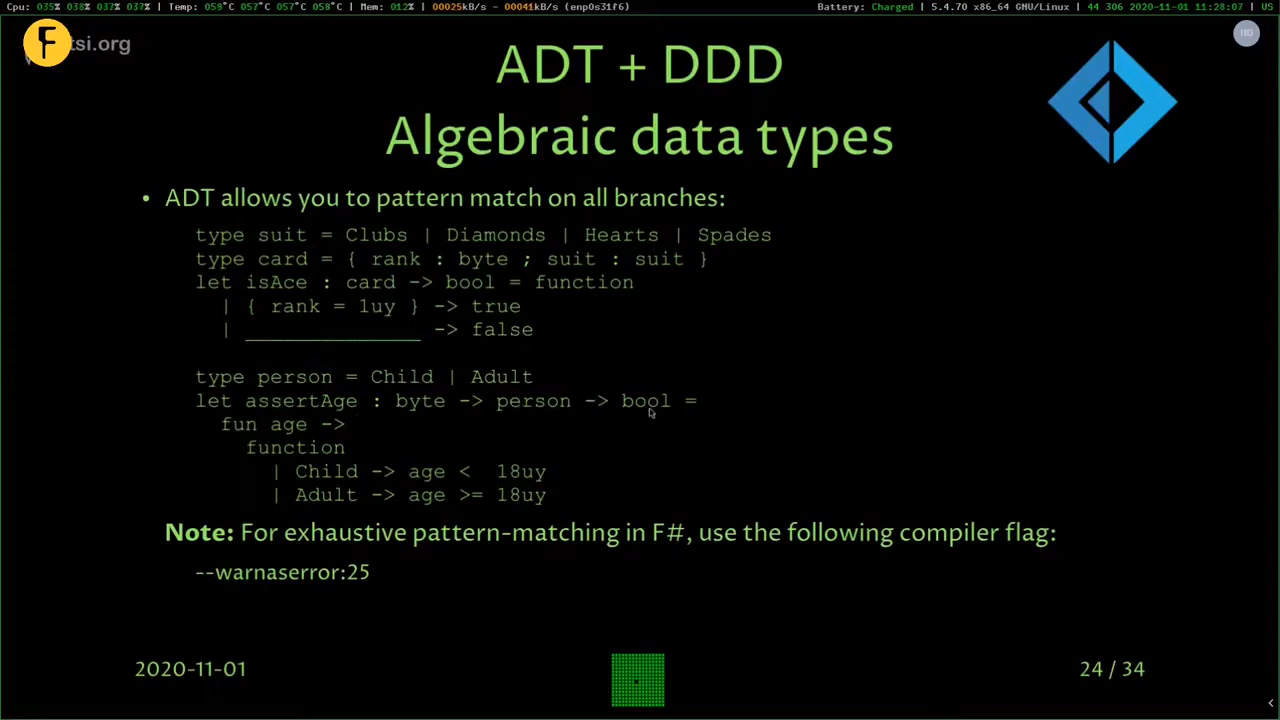 Cpu: 035% 038% 037% 037% | Temp: 059°C 057°C 057°C 058°C | Mem: 012% | 00025kB/s - 00041kB/s (enp0s31f6)
Battery: Charged | 5.4.70 x86_64 GNU/Linux | 44 306 2020-11-01 11:28:07 | US
F
tsi.org
ADT + DDD
Algebraic data types
• ADT allows you to pattern match on all branches:
type suit = Clubs | Diamonds | Hearts | Spades
type card = { rank : byte ; suit : suit }
let isAce : card -> bool = function
| { rank = 1uy } -> true
| ______________ -> false
type person = Child | Adult
let assertAge : byte -> person -> bool =
fun age ->
function
| Child -> age <  18uy
| Adult -> age >= 18uy
Note: For exhaustive pattern-matching in F#, use the following compiler flag:
--warnaserror:25
2020-11-01
24 / 34